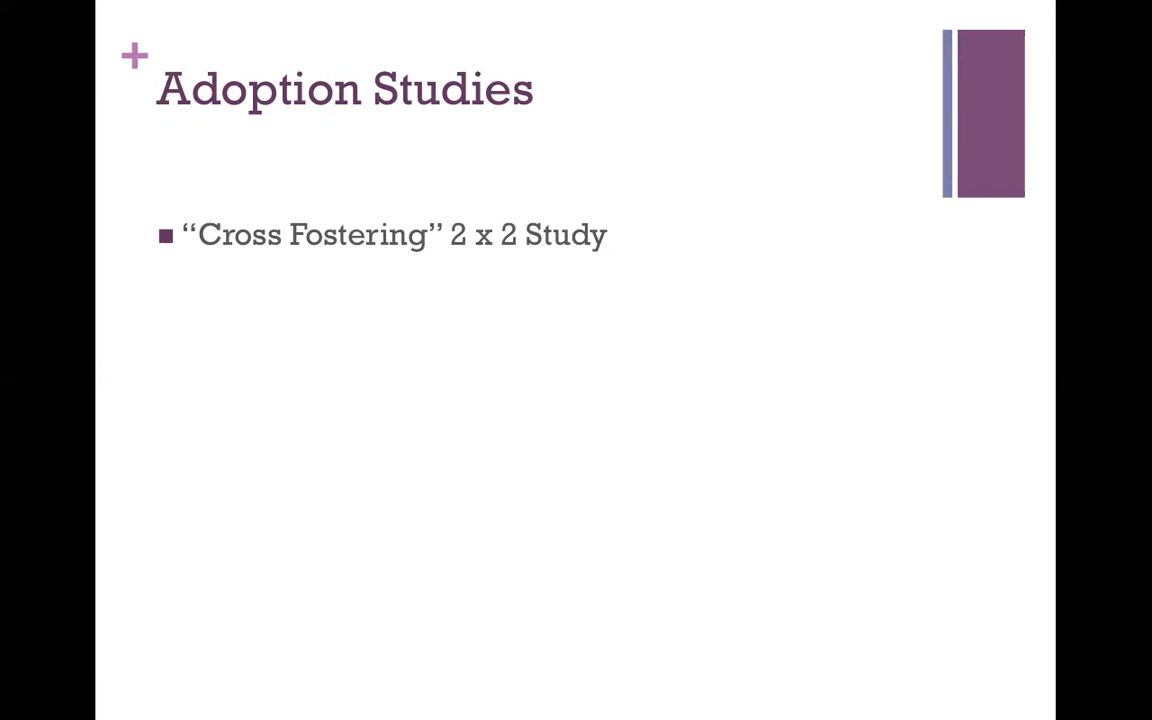 +
Adoption Studies
■ “Cross Fostering” 2 x 2 Study